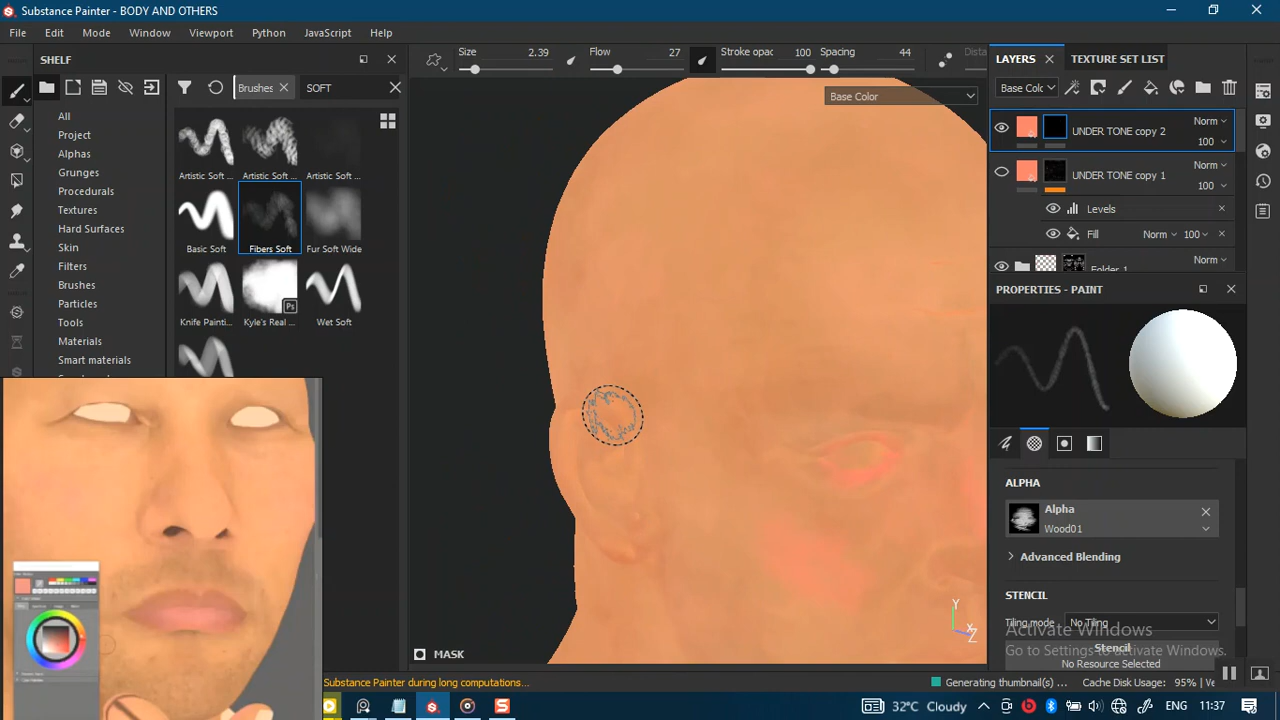 Substance Painter - BODY AND OTHERS
File Edit Mode Window Viewport Python JavaScript Help
SHELF
Size 2.39 Flow 27 Stroke opac 100 Spacing 44 Dista
LAYERS TEXTURE SET LIST
Brushes SOFT
Base Colc
Base Color
All
Project
Alphas
Grunges
Procedurals
Textures
Hard Surfaces
Skin
Filters
Brushes
Particles
Tools
Materials
Smart materials
Artistic Soft ... Artistic Soft ... Artistic Soft ...
Basic Soft Fibers Soft Fur Soft Wide
Knife Painti... Kyle's Real ... Wet Soft
Ps
UNDER TONE copy 2 Norm 100
UNDER TONE copy 1 Norm 100
Levels
Fill Norm 100
Folder 1 Norm
PROPERTIES - PAINT
ALPHA
Alpha
Wood01
Advanced Blending
STENCIL
Tiling mode No Tiling
Stencil
No Resource Selected
Activate Windows
Go to Settings to activate Windows.
Y
X
Z
MASK
Substance Painter during long computations...
Generating thumbnail(s) ... Cache Disk Usage: 95% | Ve
32°C Cloudy ENG 11:37